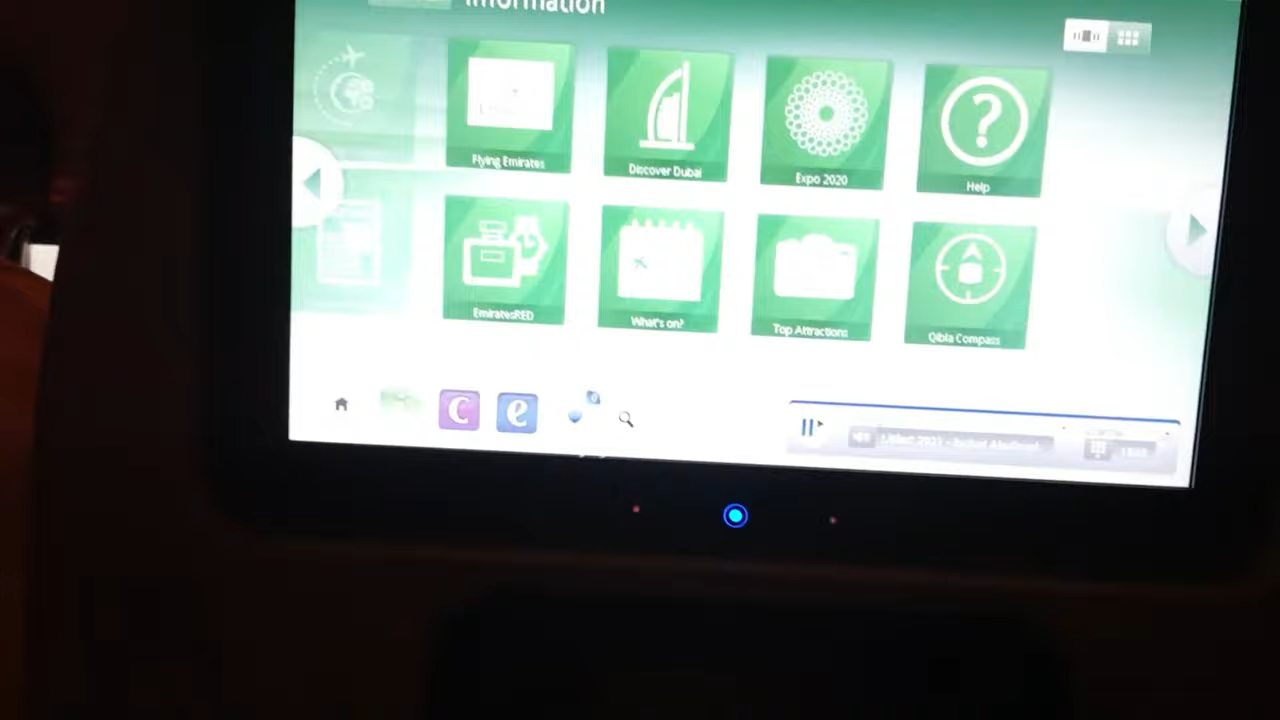 Information
Flying Emirates
Discover Dubai
Expo 2020
Help
EmiratesRED
What's on?
Top Attractions
Qibla Compass
C
e